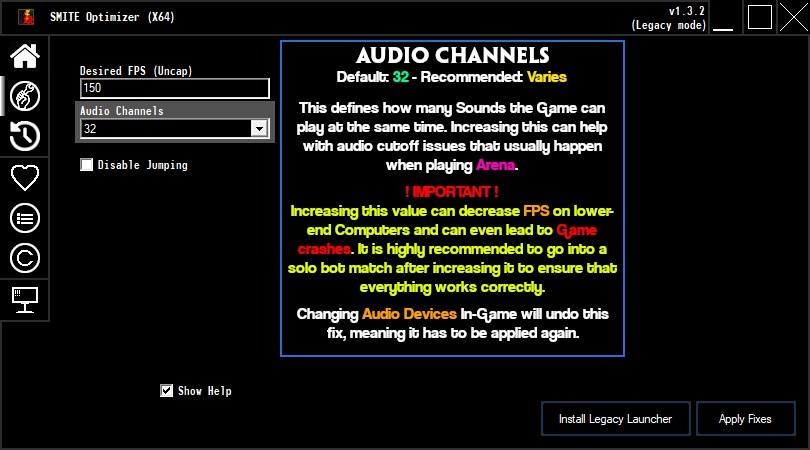 SMITE Optimizer (X64)
v1.3.2
(Legacy mode)
Desired FPS (Uncap)
150
Audio Channels
32
Disable Jumping
AUDIO CHANNELS
Default: 32 - Recommended: Varies
This defines how many Sounds the Game can
play at the same time. Increasing this can help
with audio cutoff issues that usually happen
when playing Arena.
! IMPORTANT !
Increasing this value can decrease FPS on lower-
end Computers and can even lead to Game
crashes. It is highly recommended to go into a
solo bot match after increasing it to ensure that
everything works correctly.
Changing Audio Devices In-Game will undo this
fix, meaning it has to be applied again.
Show Help
Install Legacy Launcher
Apply Fixes